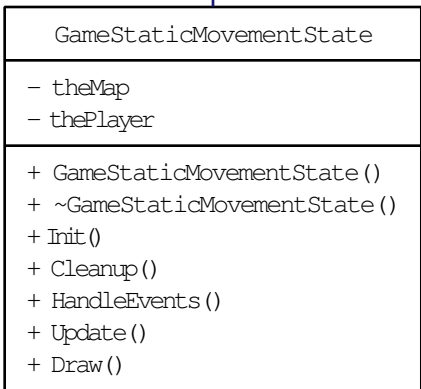 GameStaticMovementState
- theMap
- thePlayer
+ GameStaticMovementState()
+ ~GameStaticMovementState()
+ Init()
+ Cleanup()
+ HandleEvents()
+ Update()
+ Draw()